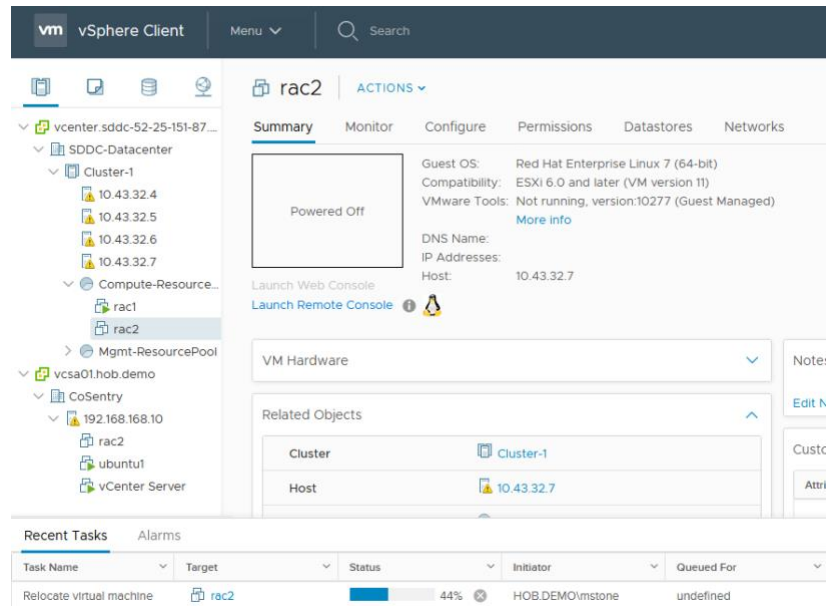 vm vSphere Client Menu Search
rac2 ACTIONS
Summary Monitor Configure Permissions Datastores Networks
vcenter.sddc-52-25-151-87....
SDDC-Datacenter
Cluster-1
10.43.32.4
10.43.32.5
10.43.32.6
10.43.32.7
Compute-Resource...
rac1
rac2
Mgmt-ResourcePool
vcsa01.hob.demo
CoSentry
192.168.168.10
rac2
ubuntu1
vCenter Server
Powered Off
Launch Web Console
Launch Remote Console
Guest OS: Red Hat Enterprise Linux 7 (64-bit)
Compatibility: ESXi 6.0 and later (VM version 11)
VMware Tools: Not running, version:10277 (Guest Managed)
More info
DNS Name:
IP Addresses:
Host: 10.43.32.7
VM Hardware
Related Objects
Cluster Cluster-1
Host 10.43.32.7
Notes
Edit N
Custo
Attri
Recent Tasks Alarms
Task Name Target Status Initiator Queued For
Relocate virtual machine rac2 44% HOB.DEMO\mstone undefined